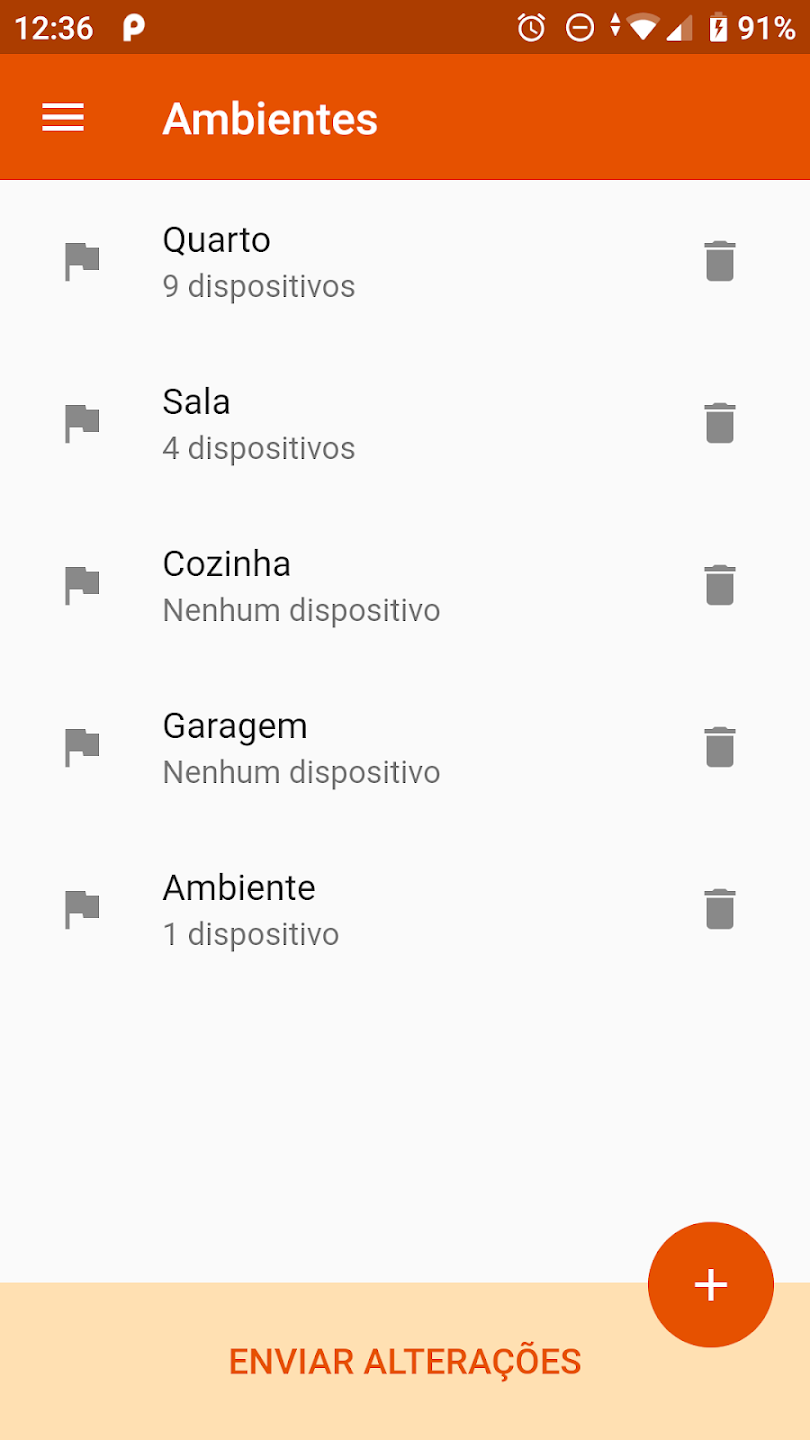 12:36 91%
Ambientes
Quarto
9 dispositivos
Sala
4 dispositivos
Cozinha
Nenhum dispositivo
Garagem
Nenhum dispositivo
Ambiente
1 dispositivo
ENVIAR ALTERAÇÕES